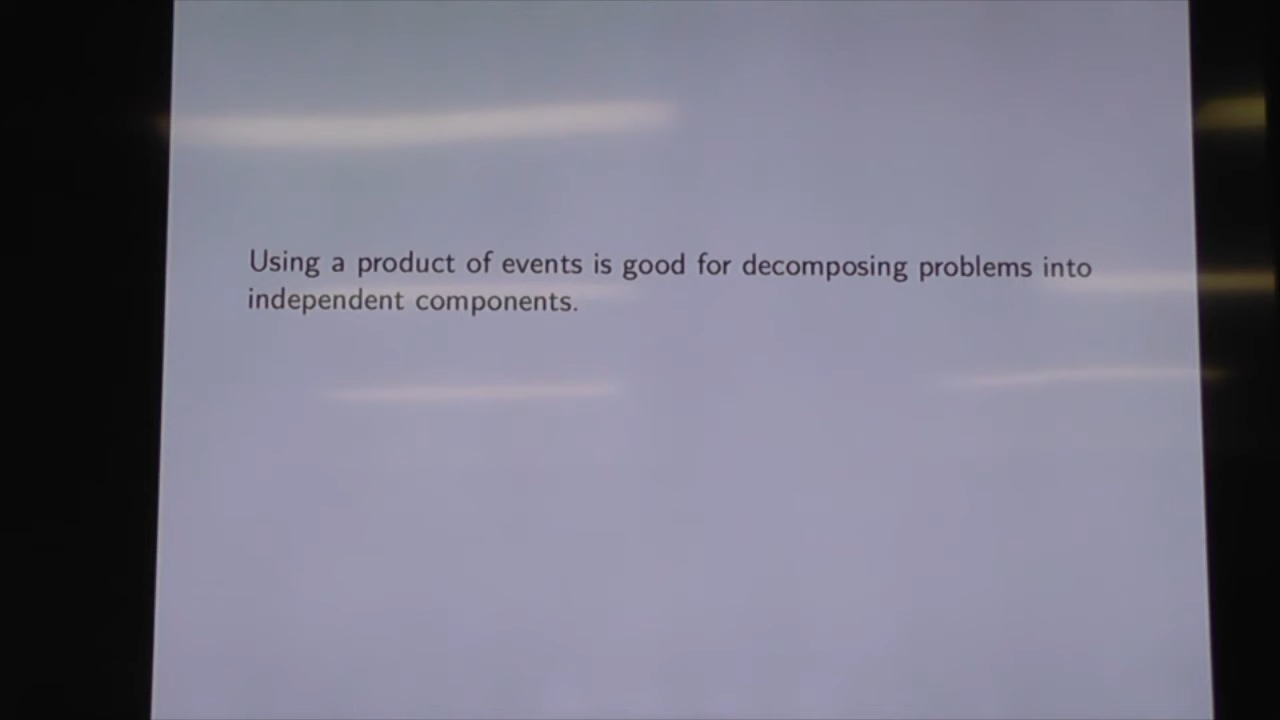 Using a product of events is good for decomposing problems into
independent components.